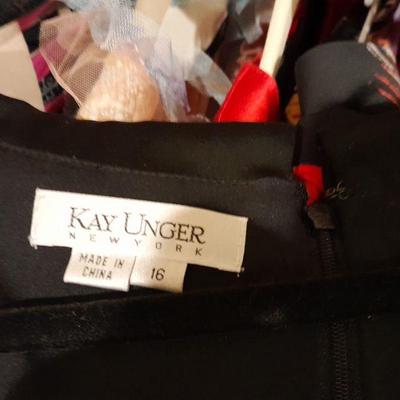 KAY UNGER
NEW YORK
MADE IN
CHINA
16